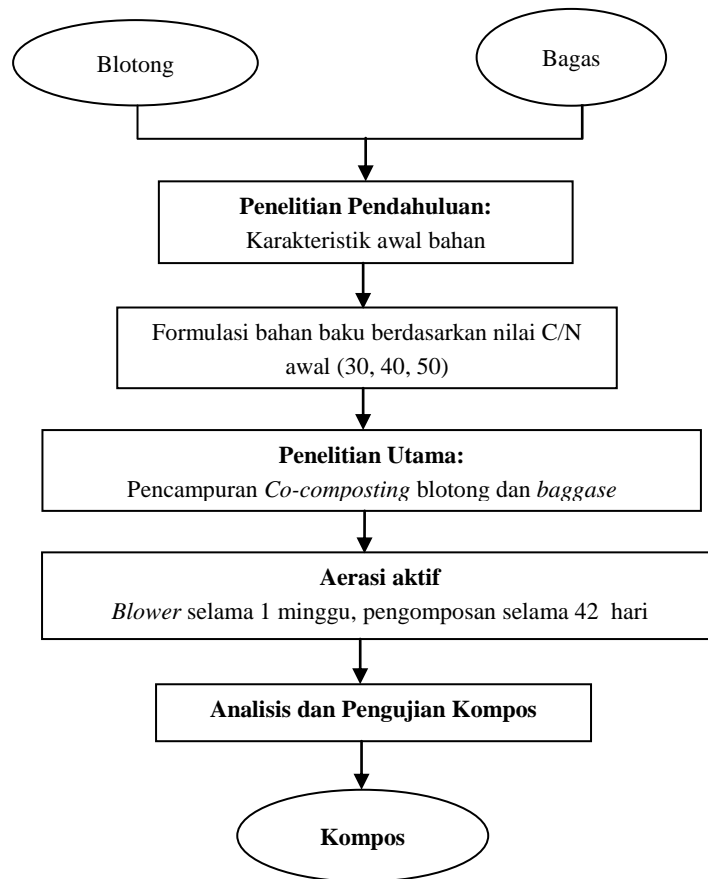 Blotong
Bagas
Penelitian Pendahuluan:
Karakteristik awal bahan
Formulasi bahan baku berdasarkan nilai C/N
awal (30, 40, 50)
Penelitian Utama:
Pencampuran Co-composting blotong dan baggase
Aerasi aktif
Blower selama 1 minggu, pengomposan selama 42 hari
Analisis dan Pengujian Kompos
Kompos